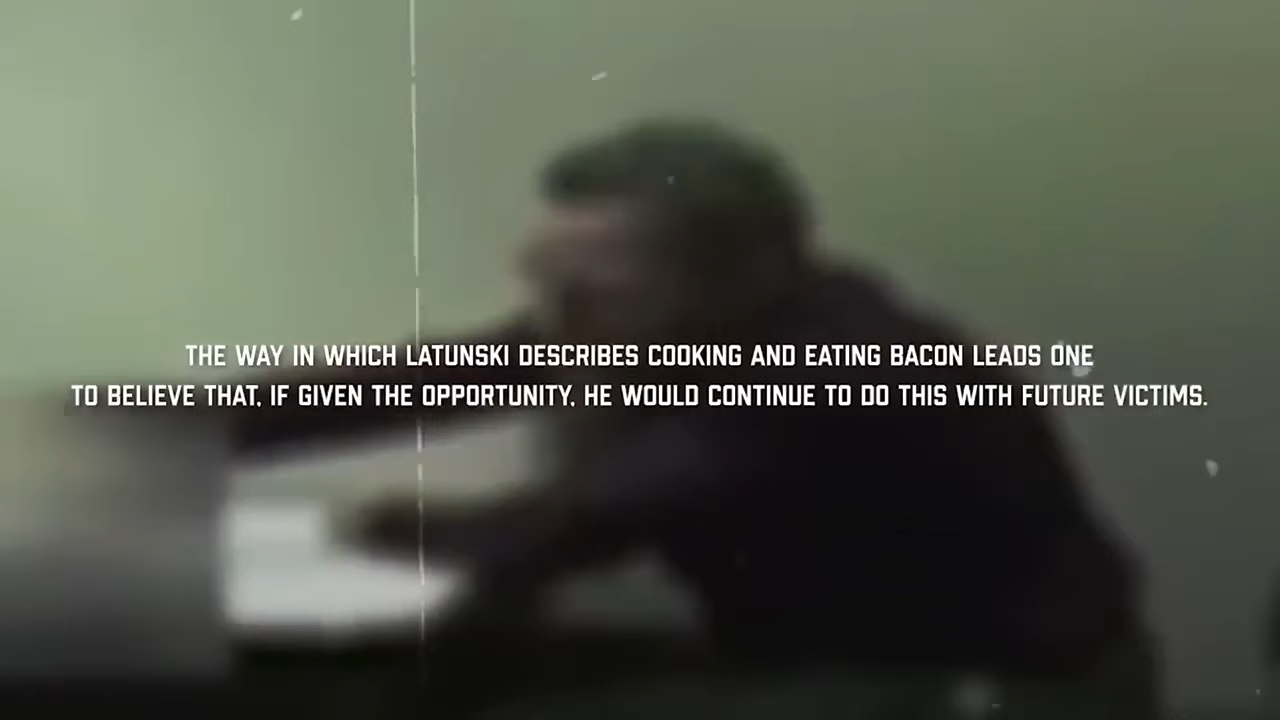 THE WAY IN WHICH LATUNSKI DESCRIBES COOKING AND EATING BACON LEADS ONE
TO BELIEVE THAT, IF GIVEN THE OPPORTUNITY, HE WOULD CONTINUE TO DO THIS WITH FUTURE VICTIMS.